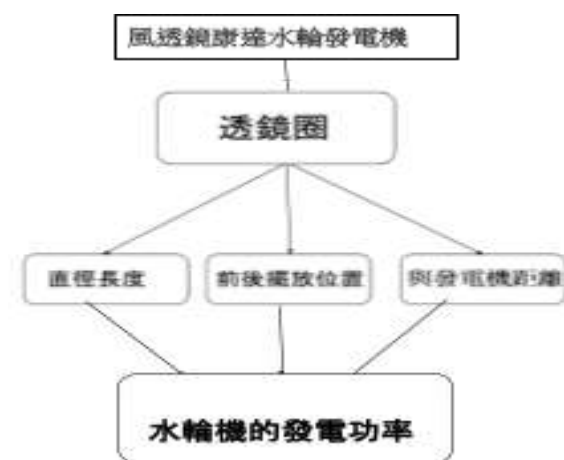 風透鏡康達水輪發電機
透鏡圈
直徑長度
前後擺放位置
與發電機距離
水輪機的發電功率